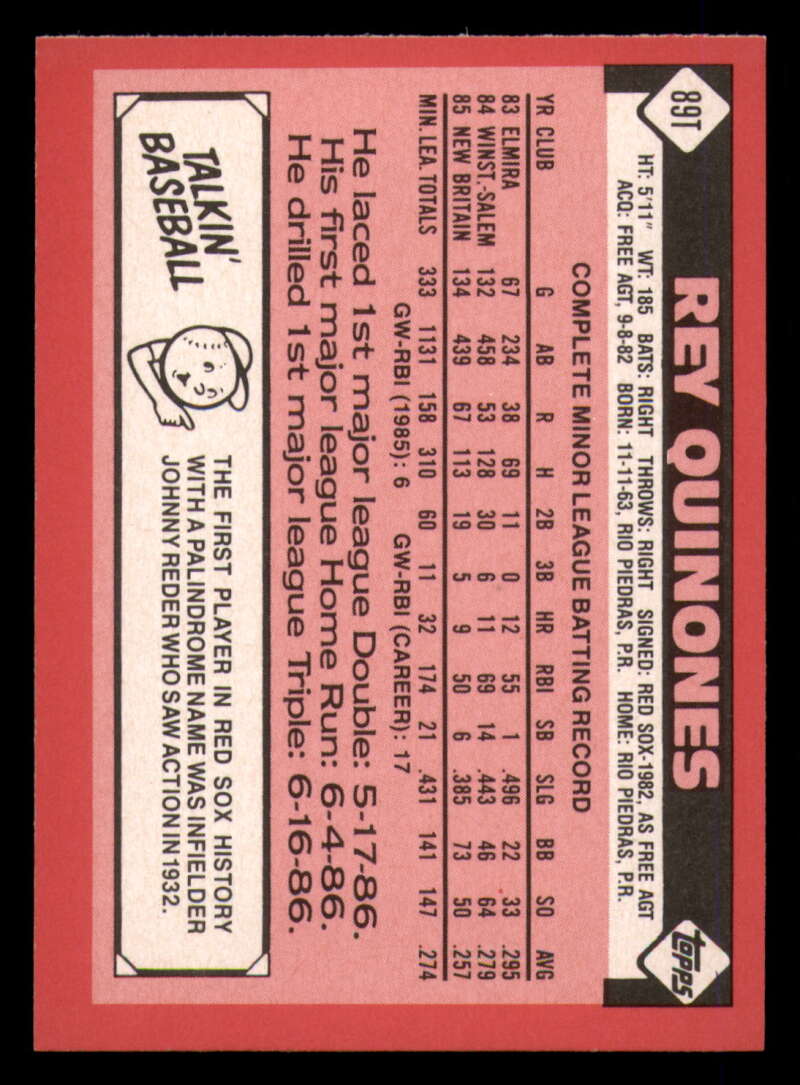 89T
REY QUINONES
topps
HT: 5'11" WT: 185 BATS: RIGHT THROWS: RIGHT SIGNED: RED SOX-1982, AS FREE AGT
ACQ: FREE AGT, 9-8-82 BORN: 11-11-63, RIO PIEDRAS, P.R. HOME: RIO PIEDRAS, P.R.
COMPLETE MINOR LEAGUE BATTING RECORD
YR CLUB G AB R H 2B 3B HR RBI SB SLG BB SO AVG
83 ELMIRA 67 234 38 69 11 0 12 55 1 .496 22 33 .295
84 WINST.-SALEM 132 458 53 128 30 6 11 69 14 .443 46 64 .279
85 NEW BRITAIN 134 439 67 113 19 5 9 50 6 .385 73 50 .257
MIN. LEA. TOTALS 333 1131 158 310 60 11 32 174 21 .431 141 147 .274
GW-RBI (1985): 6 GW-RBI (CAREER): 17
He laced 1st major league Double: 5-17-86.
His first major league Home Run: 6-4-86.
He drilled 1st major league Triple: 6-16-86.
TALKIN'
BASEBALL
THE FIRST PLAYER IN RED SOX HISTORY
WITH A PALINDROME NAME WAS INFIELDER
JOHNNY REDER WHO SAW ACTION IN 1932.